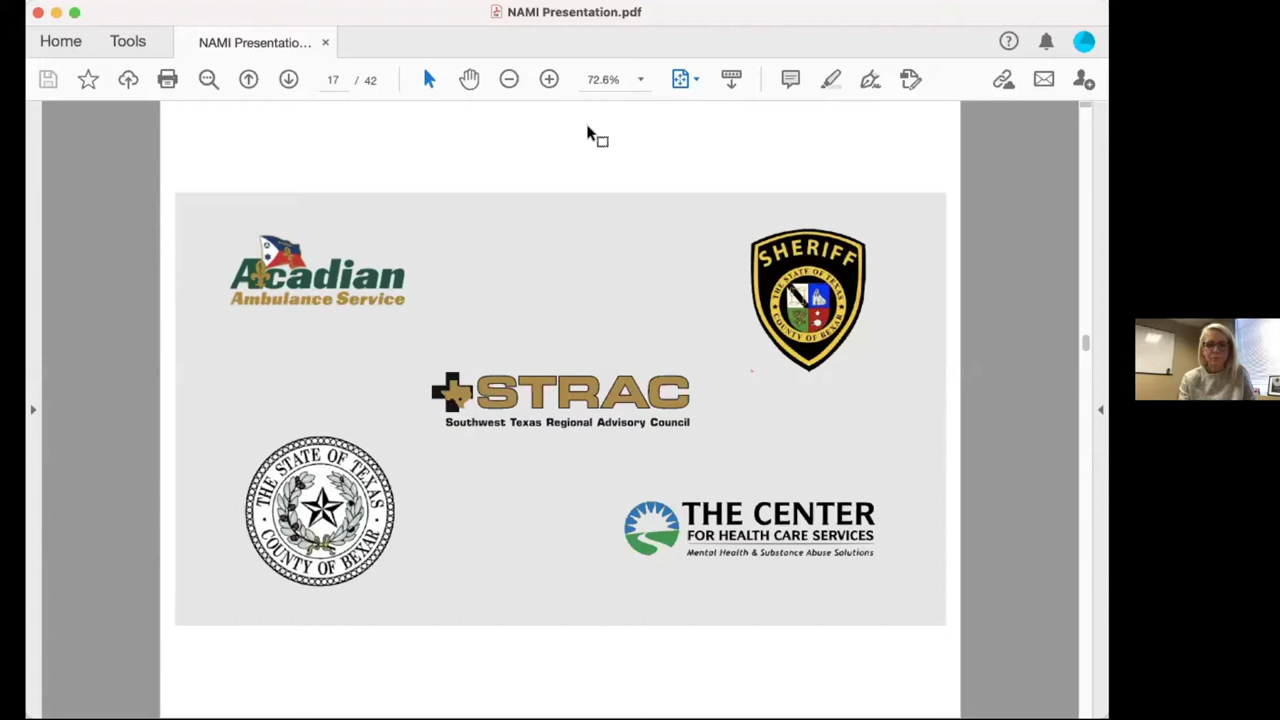 NAMI Presentation.pdf
Home
Tools
NAMI Presentatio...
17 / 42
72.6%
Acadian
Ambulance Service
SHERIFF
THE STATE OF TEXAS
COUNTY OF BEXAR
STRAC
Southwest Texas Regional Advisory Council
THE STATE OF TEXAS
COUNTY OF BEXAR
THE CENTER
FOR HEALTH CARE SERVICES
Mental Health & Substance Abuse Solutions